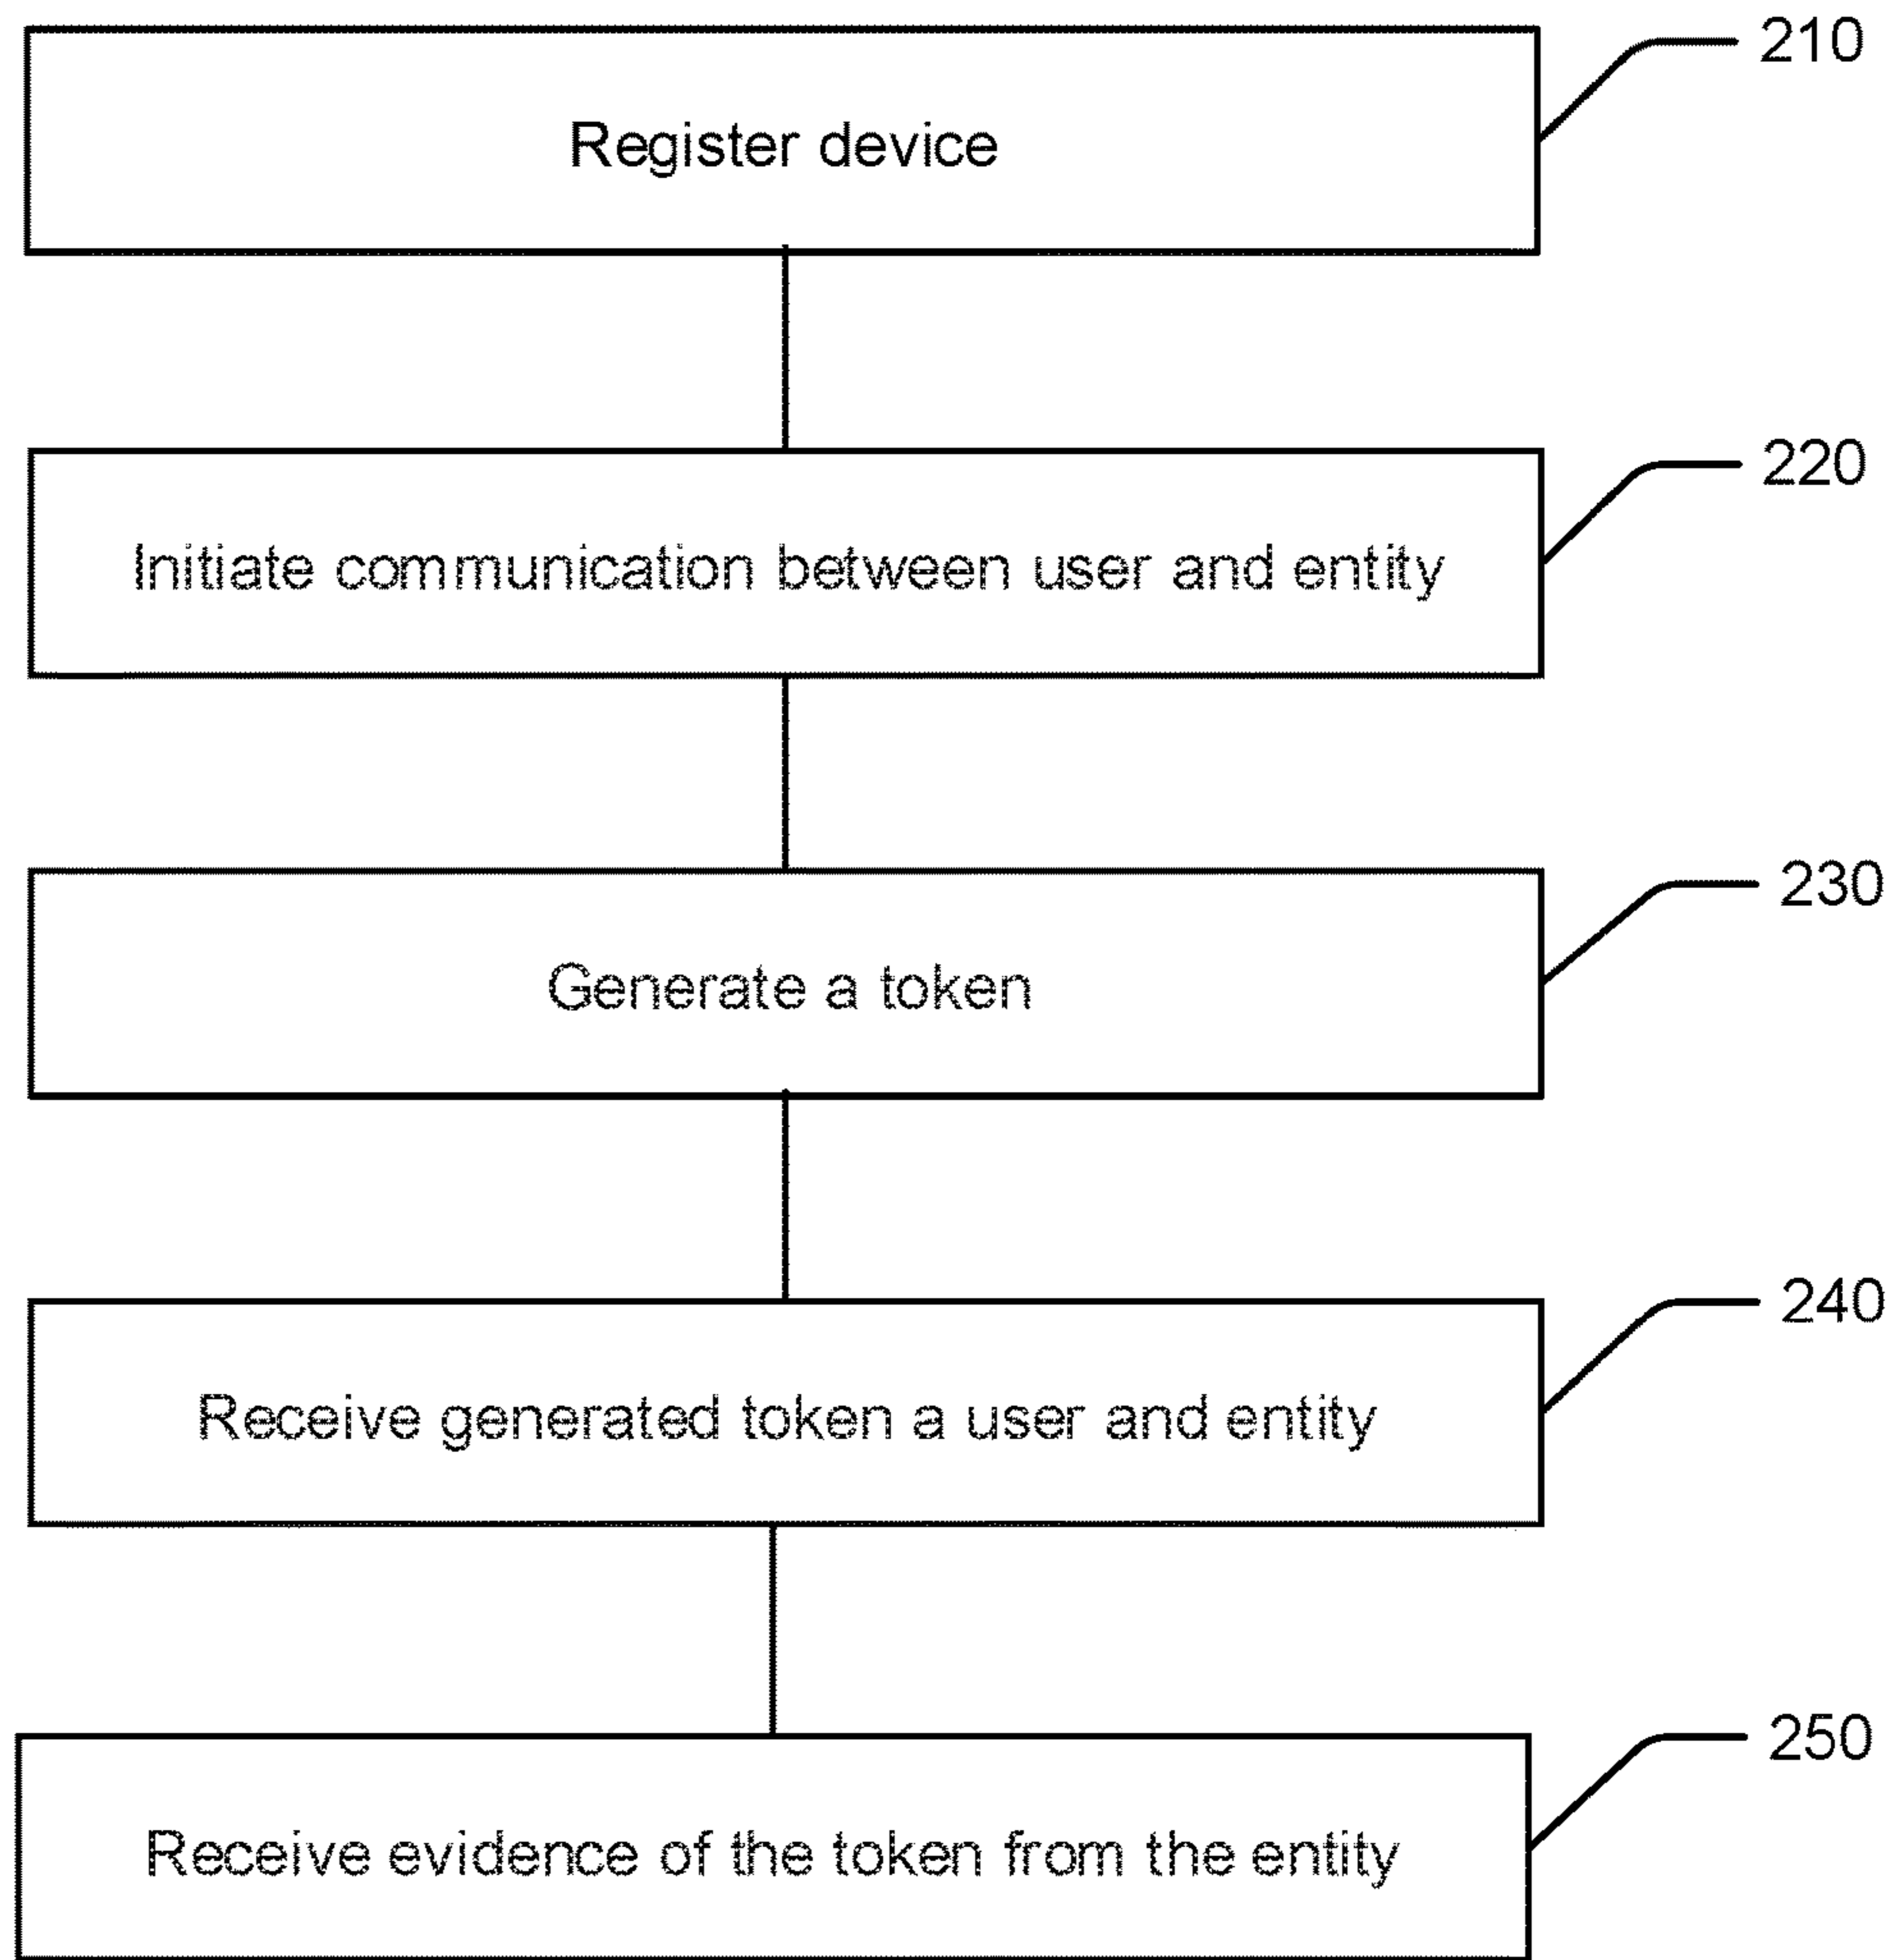 210
Register device
220
Initiate communication between user and entity
230
Generate a token
240
Receive generated token a user and entity
250
Receive evidence of the token from the entity